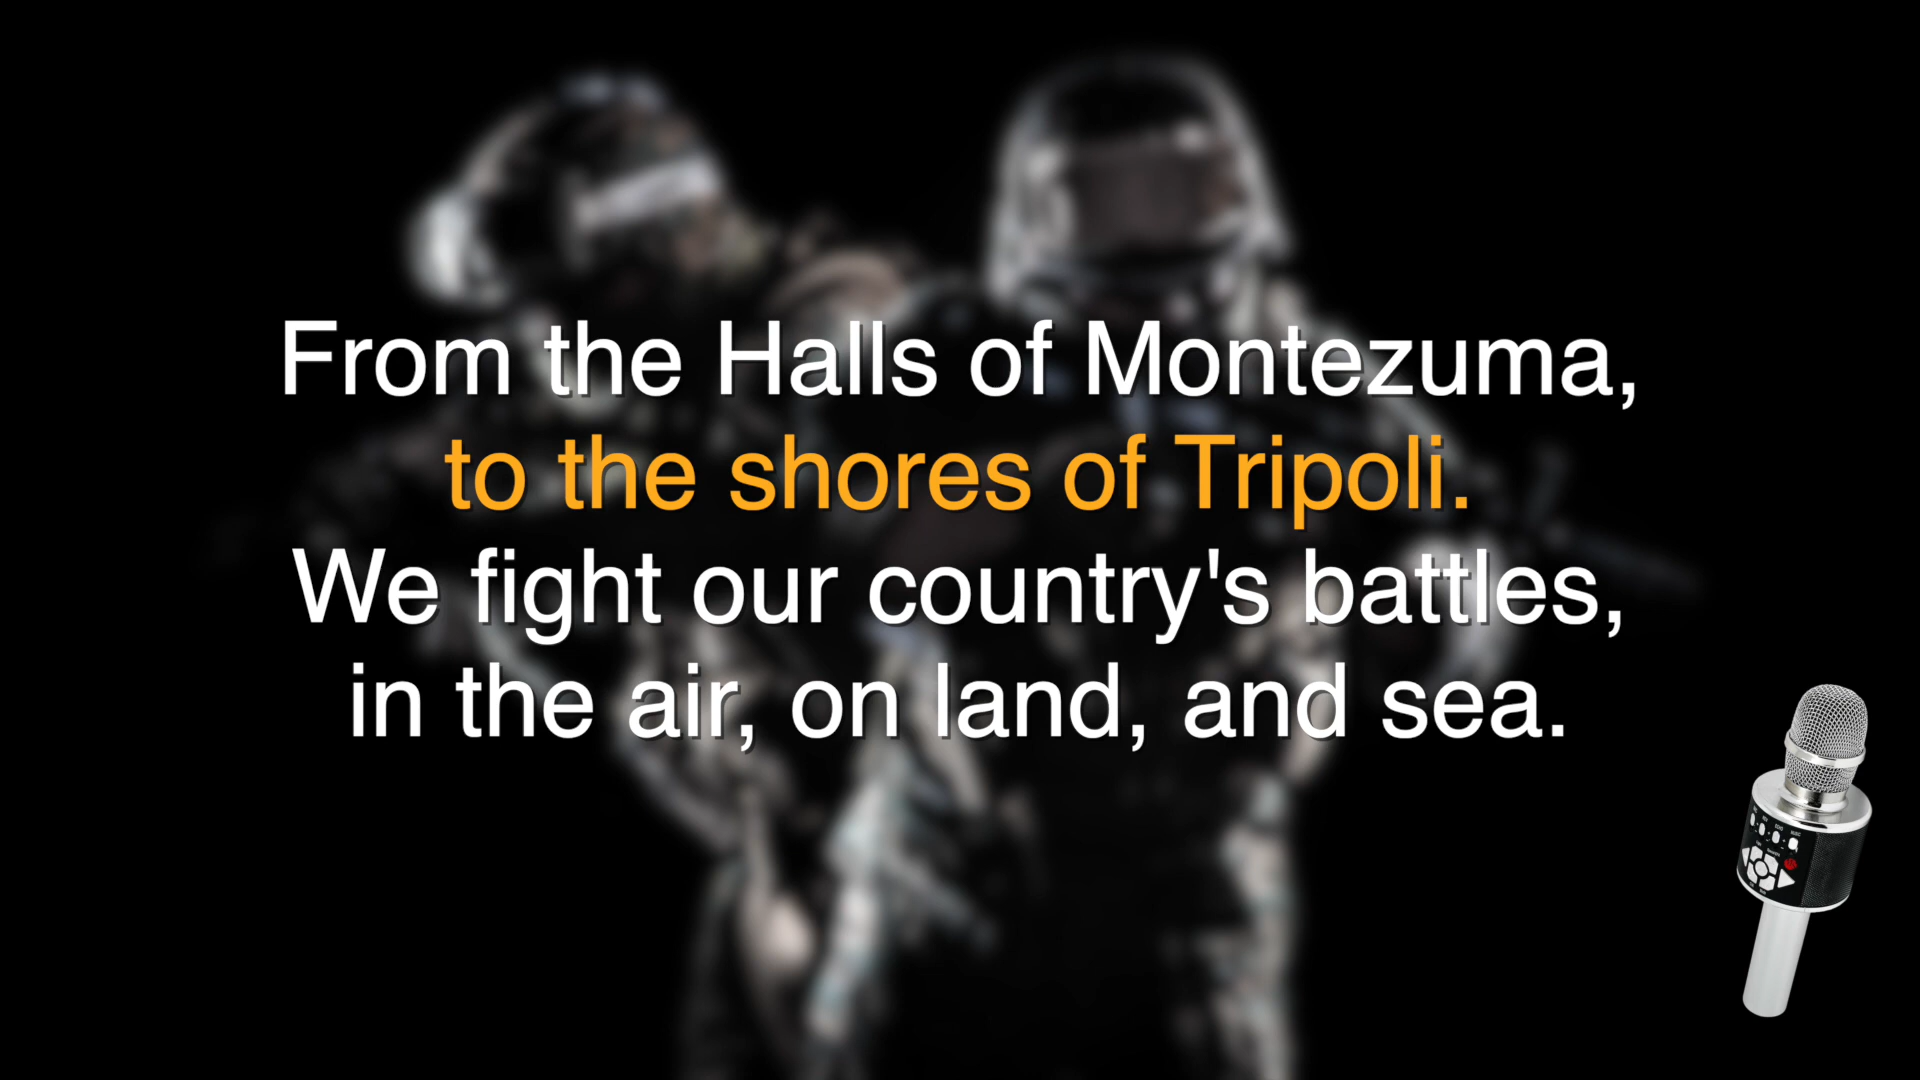 From the Halls of Montezuma,
to the shores of Tripoli.
We fight our country's battles,
in the air, on land, and sea.